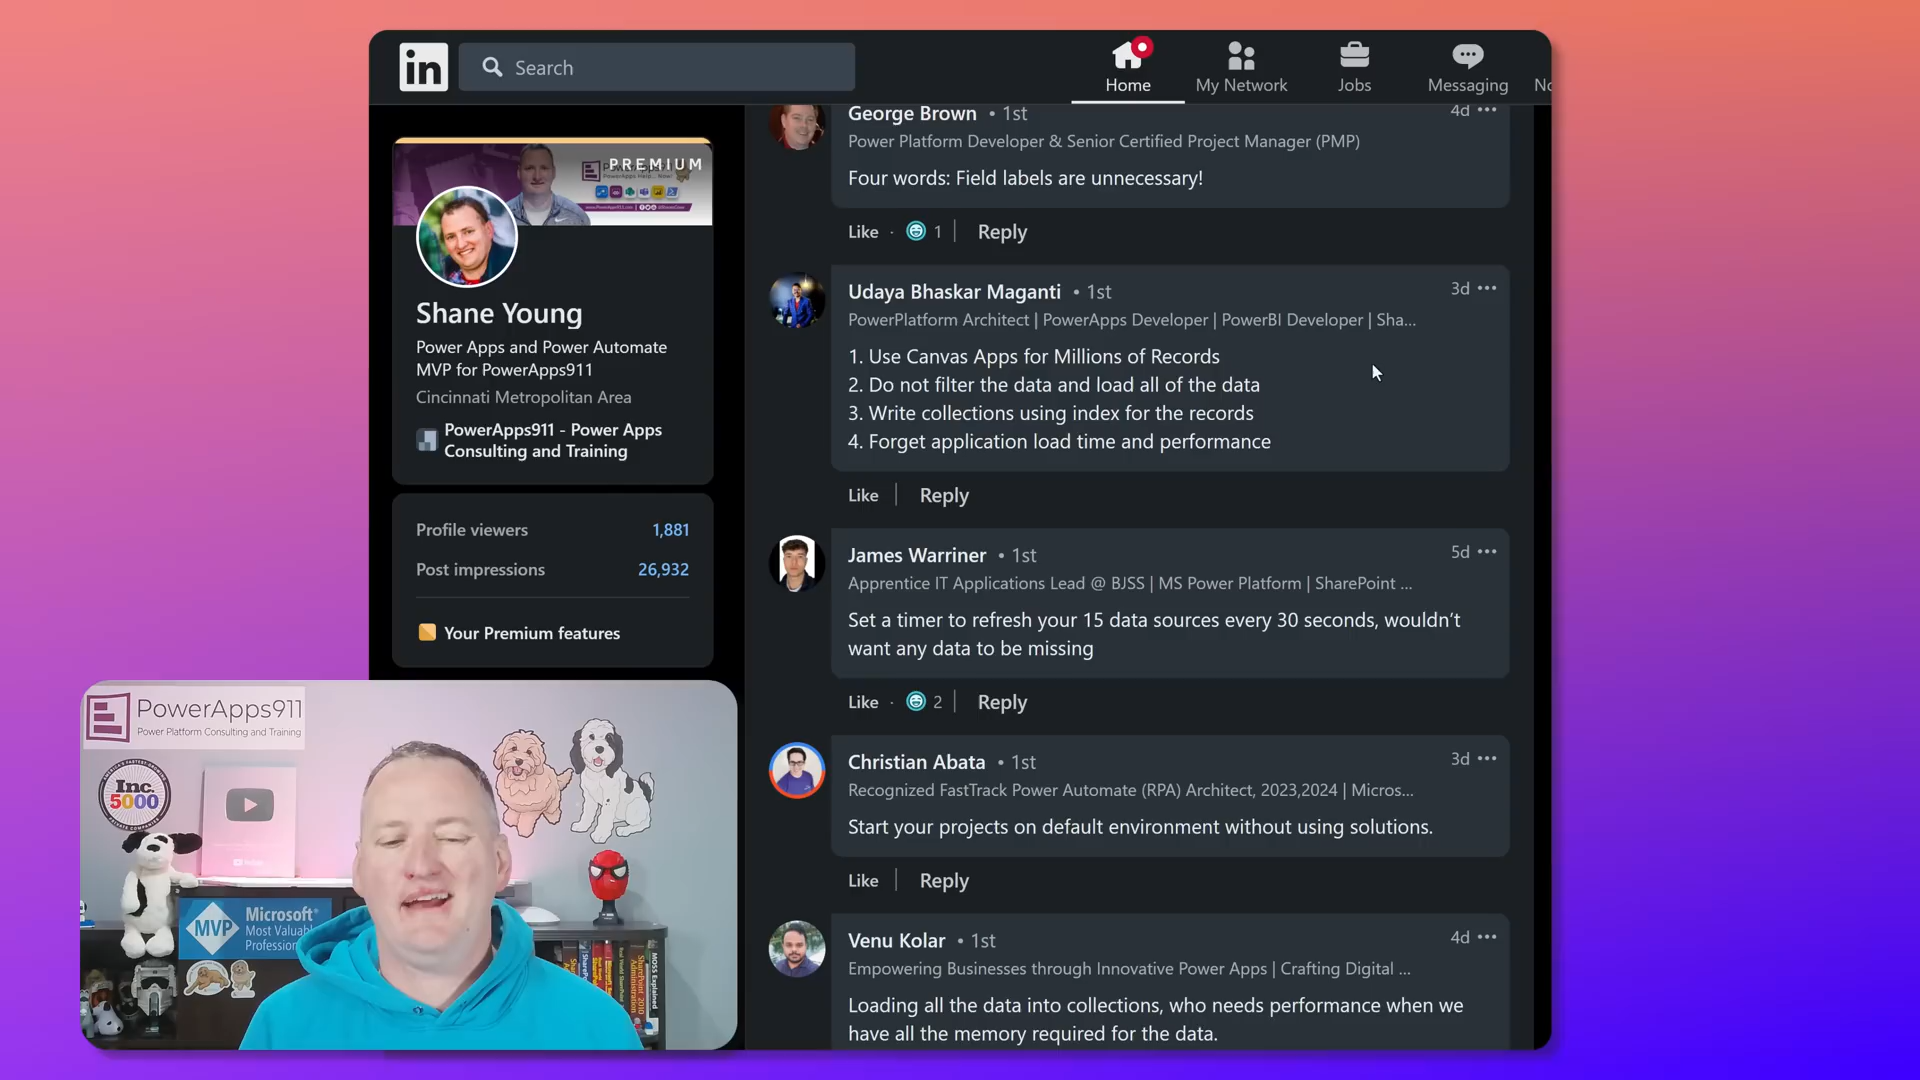 in
Search
Home
My Network
Jobs
Messaging
No
PREMIUM
Shane Young
Power Apps and Power Automate
MVP for PowerApps911
Cincinnati Metropolitan Area
PowerApps911 - Power Apps
Consulting and Training
Profile viewers 1,881
Post impressions 26,932
Your Premium features
George Brown • 1st 4d •••
Power Platform Developer & Senior Certified Project Manager (PMP)
Four words: Field labels are unnecessary!
Like · 1 | Reply
Udaya Bhaskar Maganti • 1st 3d •••
PowerPlatform Architect | PowerApps Developer | PowerBI Developer | Sha...
1. Use Canvas Apps for Millions of Records
2. Do not filter the data and load all of the data
3. Write collections using index for the records
4. Forget application load time and performance
Like | Reply
James Warriner • 1st 5d •••
Apprentice IT Applications Lead @ BJSS | MS Power Platform | SharePoint ...
Set a timer to refresh your 15 data sources every 30 seconds, wouldn't
want any data to be missing
Like · 2 | Reply
Christian Abata • 1st 3d •••
Recognized FastTrack Power Automate (RPA) Architect, 2023,2024 | Micros...
Start your projects on default environment without using solutions.
Like | Reply
Venu Kolar • 1st 4d •••
Empowering Businesses through Innovative Power Apps | Crafting Digital ...
Loading all the data into collections, who needs performance when we
have all the memory required for the data.
PowerApps911
Power Platform Consulting and Training
Inc.
5000
MVP
Microsoft®
Most Valuabl
Profession
SharePoint 2010
Administration
MOSS Explained